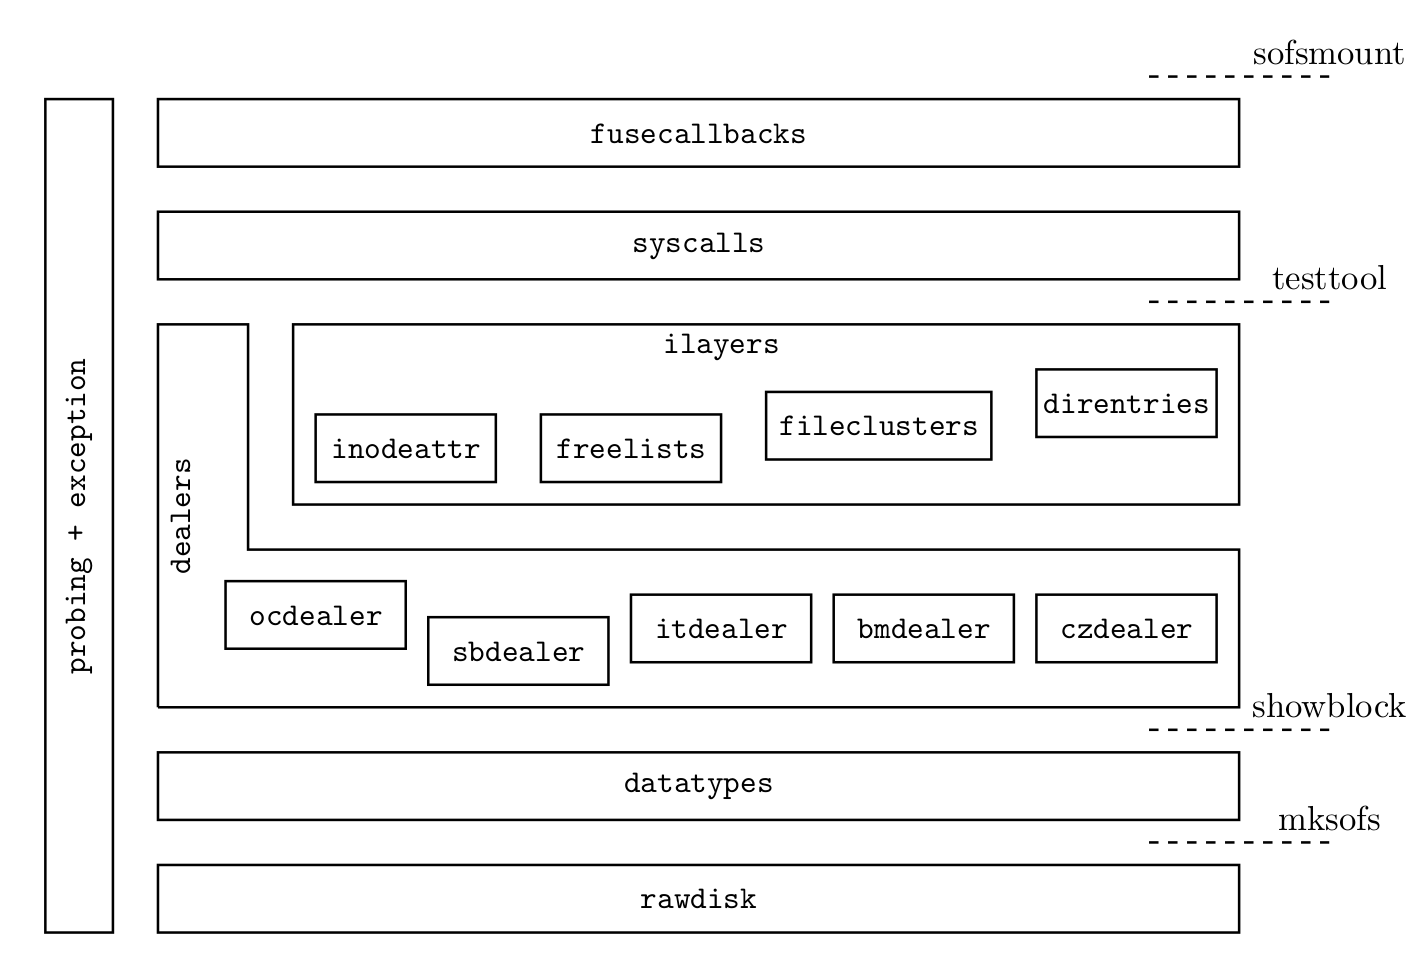 sofsmount
fusecallbacks
syscalls
testtool
probing + exception
dealers
ilayers
inodeattr
freelists
fileclusters
direntries
ocdealer
sbdealer
itdealer
bmdealer
czdealer
showblock
datatypes
mksofs
rawdisk